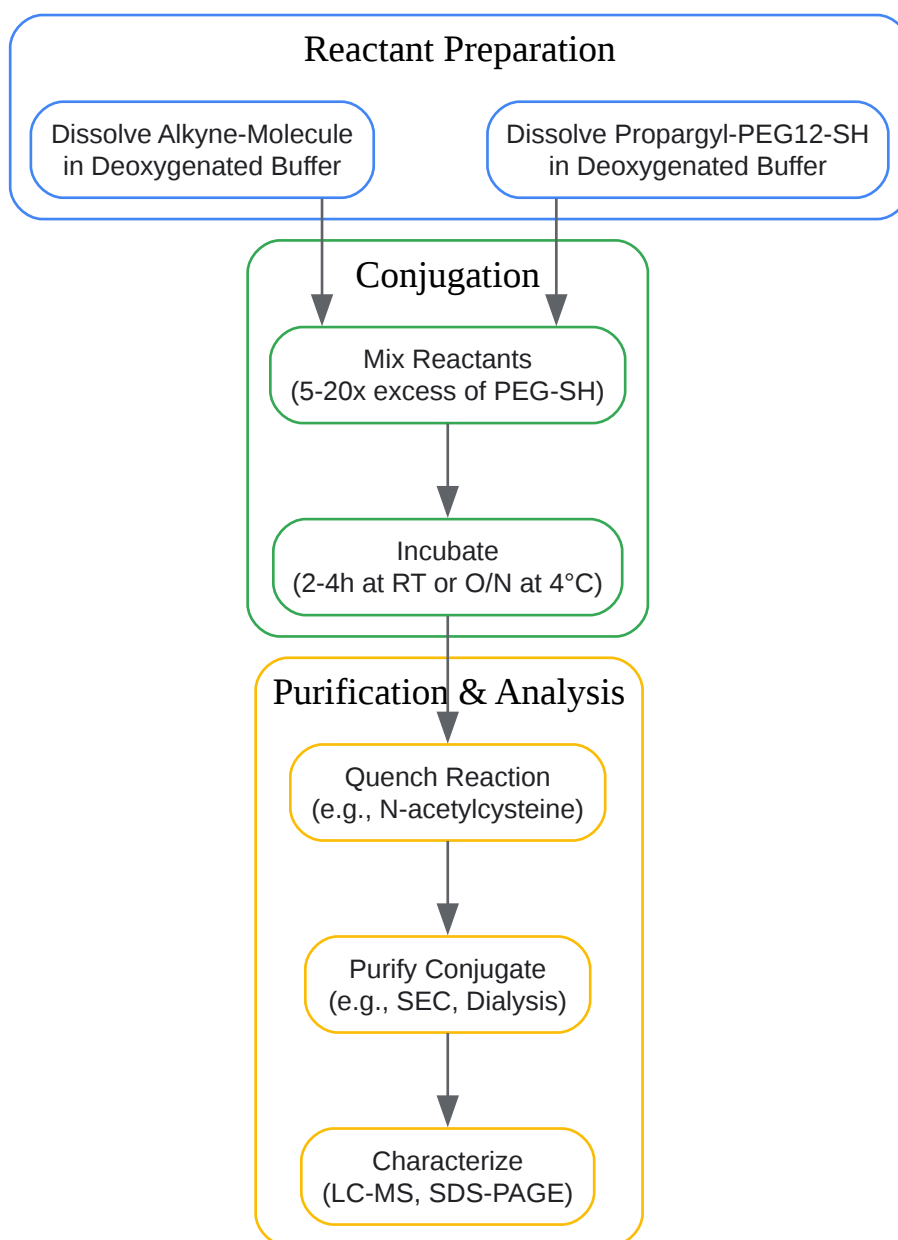 Reactant Preparation
Dissolve Alkyne-Molecule
in Deoxygenated Buffer
Dissolve Propargyl-PEG12-SH
in Deoxygenated Buffer
Conjugation
Mix Reactants
(5-20x excess of PEG-SH)
Incubate
(2-4h at RT or O/N at 4°C)
Purification & Analysis
Quench Reaction
(e.g., N-acetylcysteine)
Purify Conjugate
(e.g., SEC, Dialysis)
Characterize
(LC-MS, SDS-PAGE)